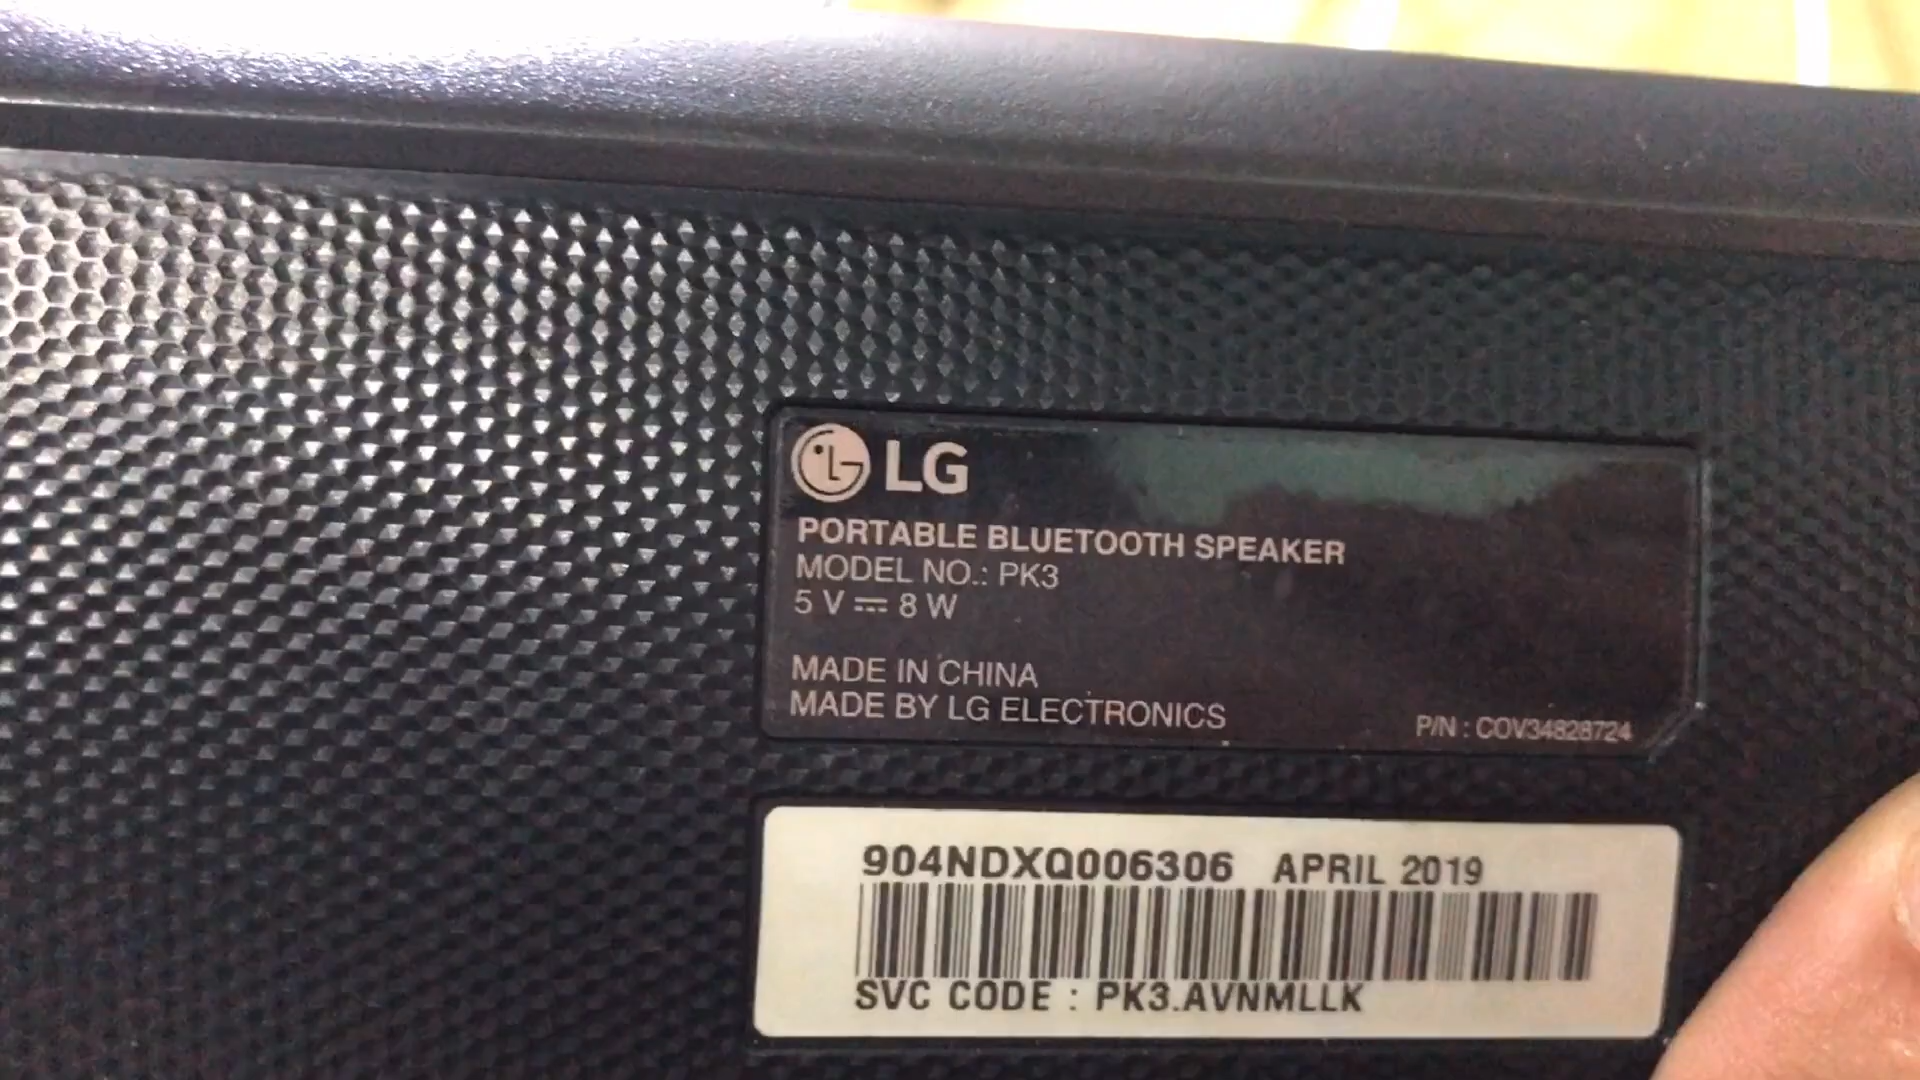 LG
PORTABLE BLUETOOTH SPEAKER
MODEL NO.: PK3
5 V ⎓ 8 W
MADE IN CHINA
MADE BY LG ELECTRONICS
P/N : COV34828724
904NDXQ006306 APRIL 2019
SVC CODE : PK3.AVNMLLK